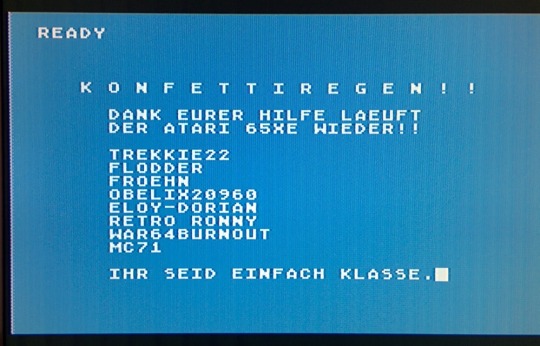 READY
K O N F E T T I R E G E N ! !
DANK EURER HILFE LAEUFT
DER ATARI 65XE WIEDER!!
TREKKIE22
FLODDER
FROEHN
OBELIX20960
ELOY-DORIAN
RETRO RONNY
WAR64BURNOUT
MC71
IHR SEID EINFACH KLASSE.